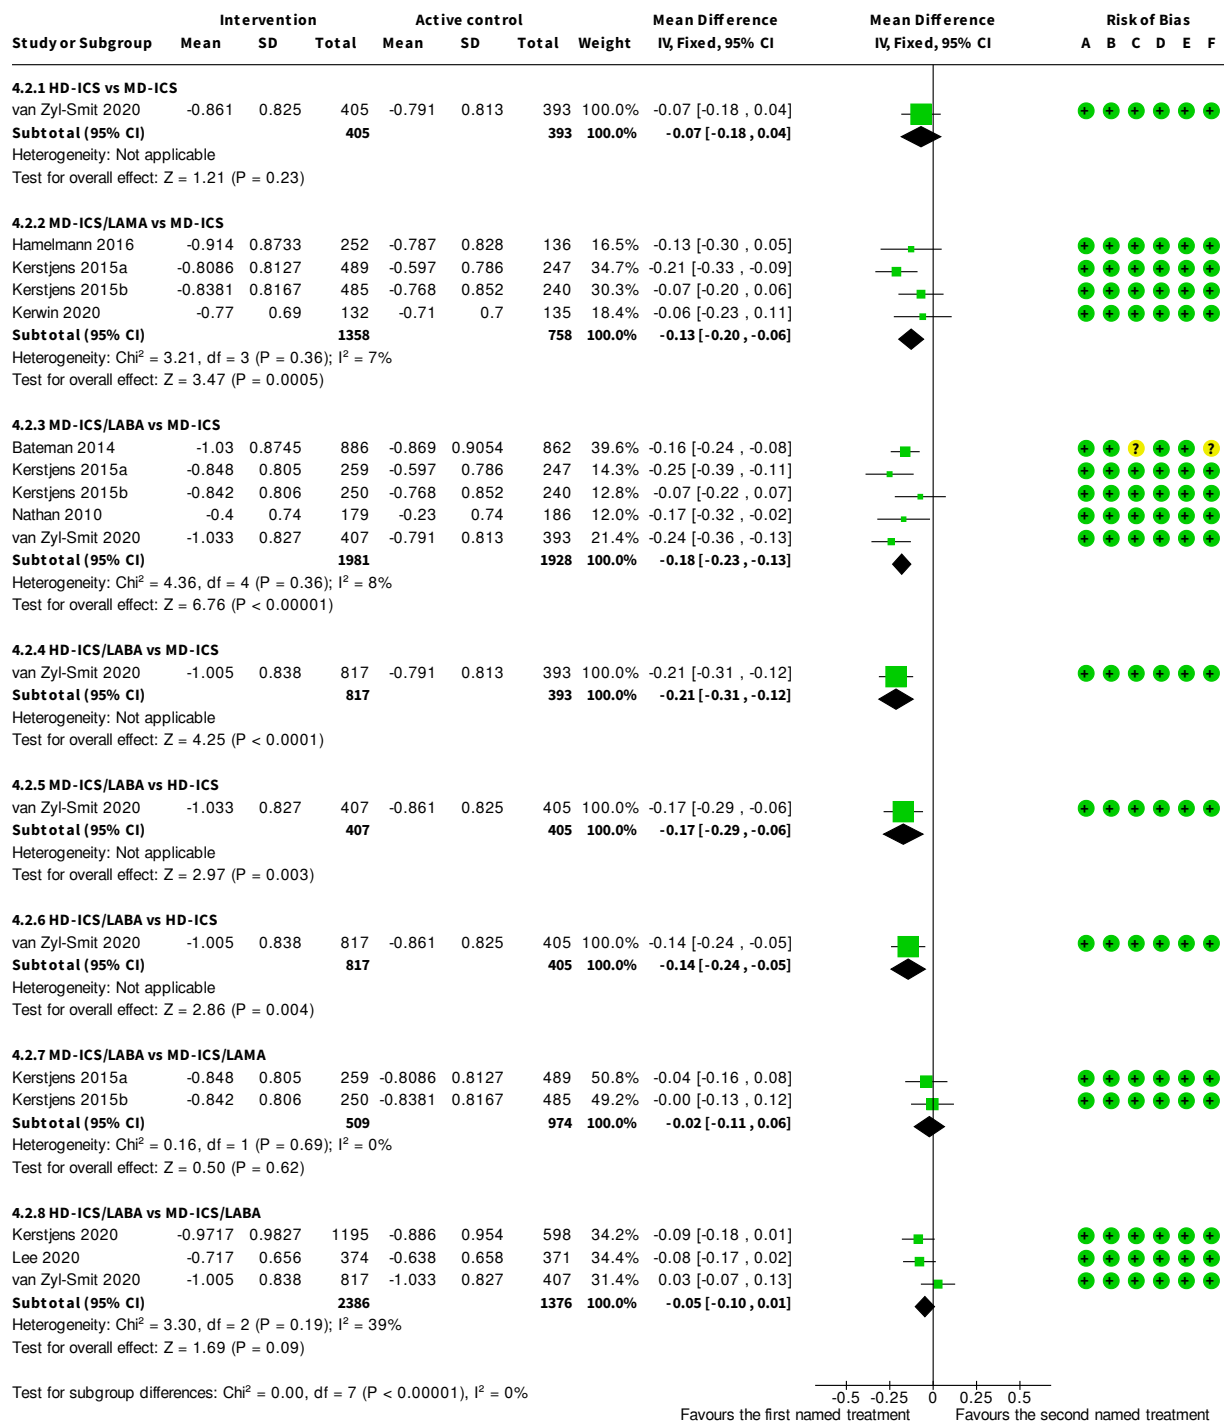 Intervention Active control Mean Difference Mean Difference Risk of Bias
Study or Subgroup Mean SD Total Mean SD Total Weight IV, Fixed, 95% CI IV, Fixed, 95% CI A B C D E F
4.2.1 HD-ICS vs MD-ICS
van Zyl-Smit 2020 -0.861 0.825 405 -0.791 0.813 393 100.0% -0.07 [-0.18 , 0.04] + + + + + +
Subtotal (95% CI) 405 393 100.0% -0.07 [-0.18 , 0.04]
Heterogeneity: Not applicable
Test for overall effect: Z = 1.21 (P = 0.23)
4.2.2 MD-ICS/LAMA vs MD-ICS
Hamelmann 2016 -0.914 0.8733 252 -0.787 0.828 136 16.5% -0.13 [-0.30 , 0.05] + + + + + +
Kerstjens 2015a -0.8086 0.8127 489 -0.597 0.786 247 34.7% -0.21 [-0.33 , -0.09] + + + + + +
Kerstjens 2015b -0.8381 0.8167 485 -0.768 0.852 240 30.3% -0.07 [-0.20 , 0.06] + + + + + +
Kerwin 2020 -0.77 0.69 132 -0.71 0.7 135 18.4% -0.06 [-0.23 , 0.11] + + + + + +
Subtotal (95% CI) 1358 758 100.0% -0.13 [-0.20 , -0.06]
Heterogeneity: Chi² = 3.21, df = 3 (P = 0.36); I² = 7%
Test for overall effect: Z = 3.47 (P = 0.0005)
4.2.3 MD-ICS/LABA vs MD-ICS
Bateman 2014 -1.03 0.8745 886 -0.869 0.9054 862 39.6% -0.16 [-0.24 , -0.08] + + ? + + ?
Kerstjens 2015a -0.848 0.805 259 -0.597 0.786 247 14.3% -0.25 [-0.39 , -0.11] + + + + + +
Kerstjens 2015b -0.842 0.806 250 -0.768 0.852 240 12.8% -0.07 [-0.22 , 0.07] + + + + + +
Nathan 2010 -0.4 0.74 179 -0.23 0.74 186 12.0% -0.17 [-0.32 , -0.02] + + + + + +
van Zyl-Smit 2020 -1.033 0.827 407 -0.791 0.813 393 21.4% -0.24 [-0.36 , -0.13] + + + + + +
Subtotal (95% CI) 1981 1928 100.0% -0.18 [-0.23 , -0.13]
Heterogeneity: Chi² = 4.36, df = 4 (P = 0.36); I² = 8%
Test for overall effect: Z = 6.76 (P < 0.00001)
4.2.4 HD-ICS/LABA vs MD-ICS
van Zyl-Smit 2020 -1.005 0.838 817 -0.791 0.813 393 100.0% -0.21 [-0.31 , -0.12] + + + + + +
Subtotal (95% CI) 817 393 100.0% -0.21 [-0.31 , -0.12]
Heterogeneity: Not applicable
Test for overall effect: Z = 4.25 (P < 0.0001)
4.2.5 MD-ICS/LABA vs HD-ICS
van Zyl-Smit 2020 -1.033 0.827 407 -0.861 0.825 405 100.0% -0.17 [-0.29 , -0.06] + + + + + +
Subtotal (95% CI) 407 405 100.0% -0.17 [-0.29 , -0.06]
Heterogeneity: Not applicable
Test for overall effect: Z = 2.97 (P = 0.003)
4.2.6 HD-ICS/LABA vs HD-ICS
van Zyl-Smit 2020 -1.005 0.838 817 -0.861 0.825 405 100.0% -0.14 [-0.24 , -0.05] + + + + + +
Subtotal (95% CI) 817 405 100.0% -0.14 [-0.24 , -0.05]
Heterogeneity: Not applicable
Test for overall effect: Z = 2.86 (P = 0.004)
4.2.7 MD-ICS/LABA vs MD-ICS/LAMA
Kerstjens 2015a -0.848 0.805 259 -0.8086 0.8127 489 50.8% -0.04 [-0.16 , 0.08] + + + + + +
Kerstjens 2015b -0.842 0.806 250 -0.8381 0.8167 485 49.2% -0.00 [-0.13 , 0.12] + + + + + +
Subtotal (95% CI) 509 974 100.0% -0.02 [-0.11 , 0.06]
Heterogeneity: Chi² = 0.16, df = 1 (P = 0.69); I² = 0%
Test for overall effect: Z = 0.50 (P = 0.62)
4.2.8 HD-ICS/LABA vs MD-ICS/LABA
Kerstjens 2020 -0.9717 0.9827 1195 -0.886 0.954 598 34.2% -0.09 [-0.18 , 0.01] + + + + + +
Lee 2020 -0.717 0.656 374 -0.638 0.658 371 34.4% -0.08 [-0.17 , 0.02] + + + + + +
van Zyl-Smit 2020 -1.005 0.838 817 -1.033 0.827 407 31.4% 0.03 [-0.07 , 0.13] + + + + + +
Subtotal (95% CI) 2386 1376 100.0% -0.05 [-0.10 , 0.01]
Heterogeneity: Chi² = 3.30, df = 2 (P = 0.19); I² = 39%
Test for overall effect: Z = 1.69 (P = 0.09)
Test for subgroup differences: Chi² = 0.00, df = 7 (P < 0.00001), I² = 0%
-0.5 -0.25 0 0.25 0.5
Favours the first named treatment Favours the second named treatment